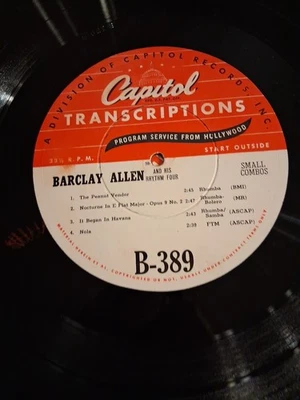 A DIVISION OF CAPITOL RECORDS, INC.
Capitol
TRANSCRIPTIONS
PROGRAM SERVICE FROM HOLLYWOOD
33⅓ R.P.M.
START OUTSIDE
BARCLAY ALLEN AND HIS RHYTHM FOUR
SMALL COMBOS
1. The Peanut Vendor 2:45 Rhumba (BMI)
2. Nocturne In E Flat Major - Opus 9 No. 2 2:47 Rhumba-Bolero (MR)
3. It Began In Havana 2:41 Rhumba/Samba (ASCAP)
4. Nola 2:39 FTM (ASCAP)
B-389